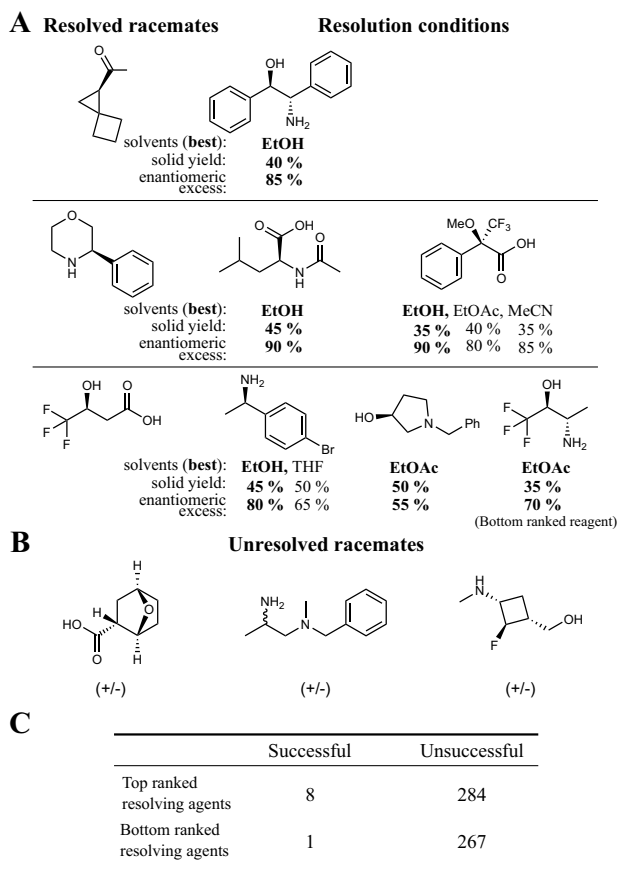 A Resolved racemates Resolution conditions
O
OH
NH2
solvents (best): EtOH
solid yield: 40 %
enantiomeric excess: 85 %
O
N
H
O OH
O
N
H
MeO CF3
OH
O
solvents (best): EtOH EtOH, EtOAc, MeCN
solid yield: 45 % 35 % 40 % 35 %
enantiomeric excess: 90 % 90 % 80 % 85 %
OH O
F
F
F
OH
NH2
Br
HO
N Ph
OH
F
F
F
NH2
solvents (best): EtOH, THF EtOAc EtOAc
solid yield: 45 % 50 % 50 % 35 %
enantiomeric excess: 80 % 65 % 55 % 70 %
(Bottom ranked reagent)
B Unresolved racemates
H
H
O
HO
O
H
NH2
N
H
N
OH
F
(+/-) (+/-) (+/-)
C
Successful Unsuccessful
Top ranked
resolving agents 8 284
Bottom ranked
resolving agents 1 267